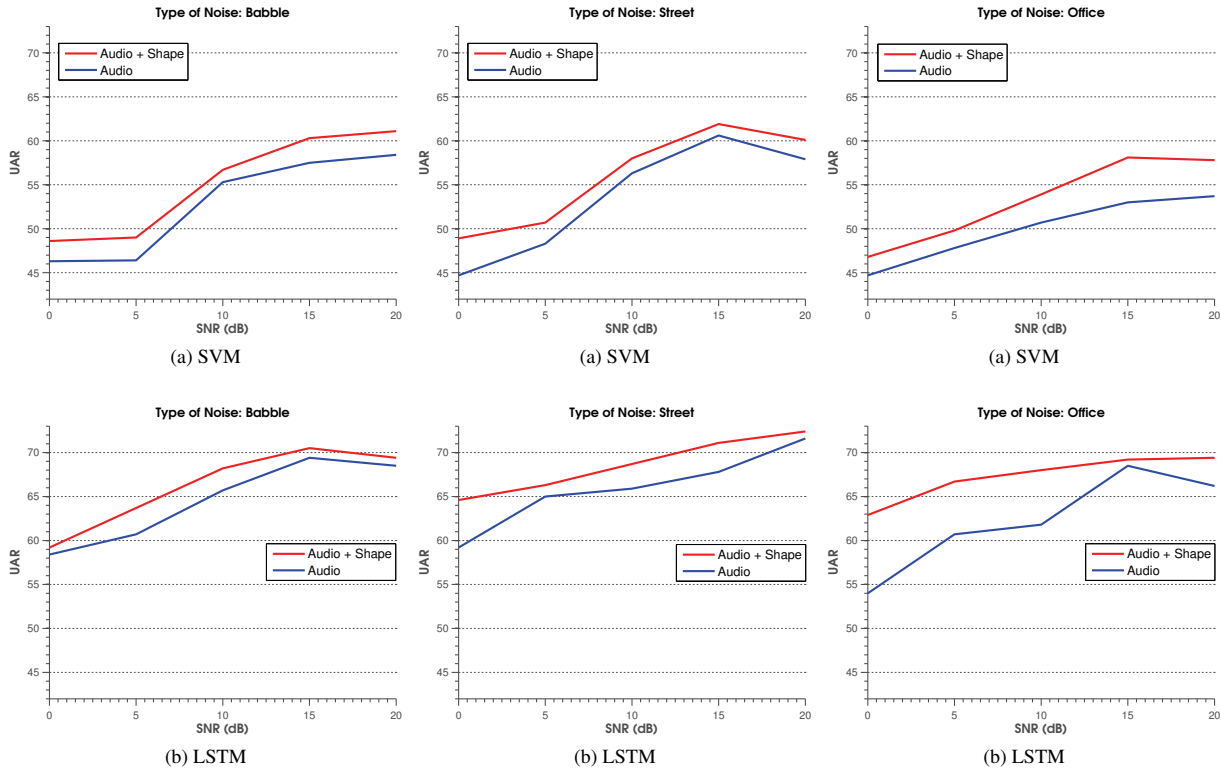 Type of Noise: Babble
70
65
60
55
50
45
UAR
Audio + Shape
Audio
0 5 10 15 20
SNR (dB)
(a) SVM
Type of Noise: Street
70
65
60
55
50
45
UAR
Audio + Shape
Audio
0 5 10 15 20
SNR (dB)
(a) SVM
Type of Noise: Office
70
65
60
55
50
45
UAR
Audio + Shape
Audio
0 5 10 15 20
SNR (dB)
(a) SVM
Type of Noise: Babble
70
65
60
55
50
45
UAR
Audio + Shape
Audio
0 5 10 15 20
SNR (dB)
(b) LSTM
Type of Noise: Street
70
65
60
55
50
45
UAR
Audio + Shape
Audio
0 5 10 15 20
SNR (dB)
(b) LSTM
Type of Noise: Office
70
65
60
55
50
45
UAR
Audio + Shape
Audio
0 5 10 15 20
SNR (dB)
(b) LSTM